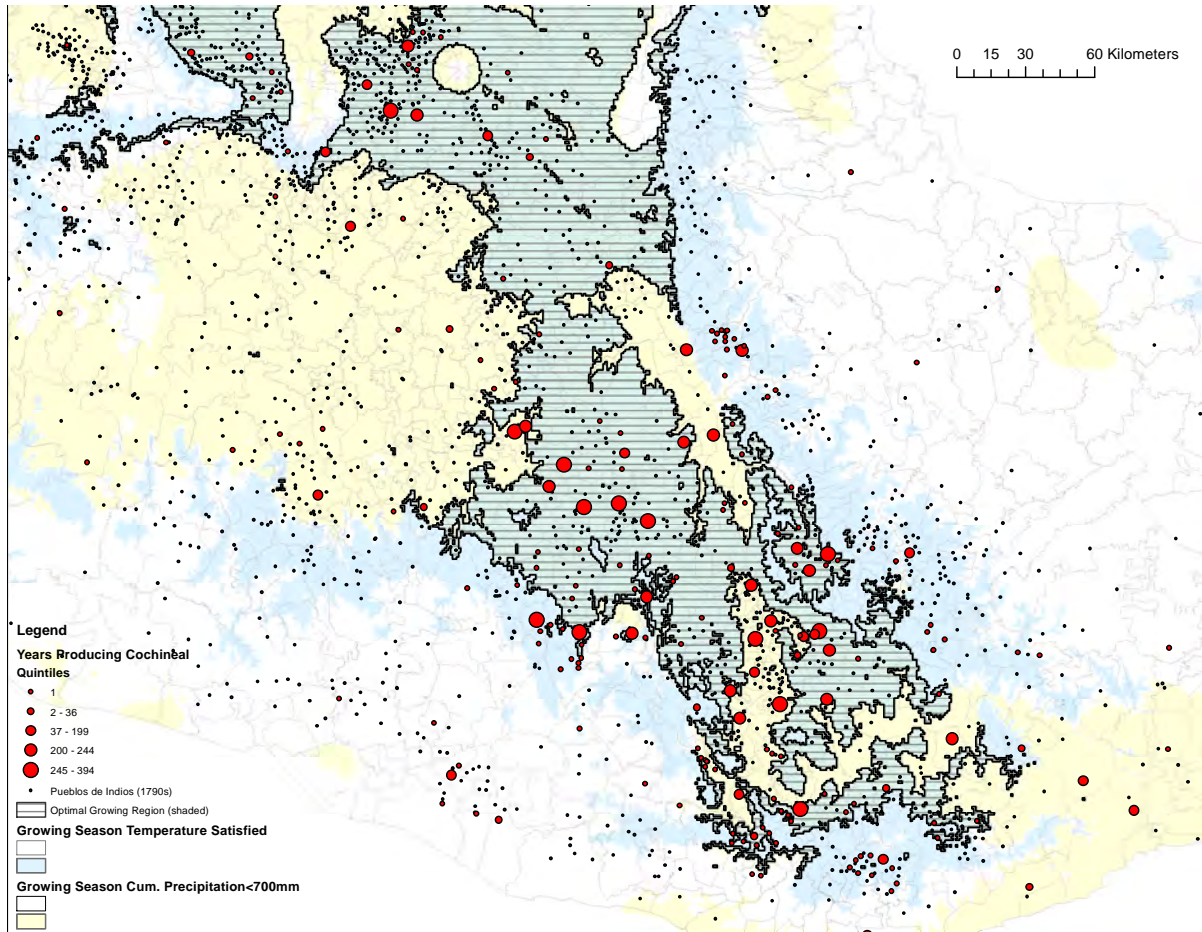 0 15 30 60 Kilometers
Legend
Years Producing Cochineal
Quintiles
1
2 - 36
37 - 199
200 - 244
245 - 394
Pueblos de Indios (1790s)
Optimal Growing Region (shaded)
Growing Season Temperature Satisfied
Growing Season Cum. Precipitation<700mm